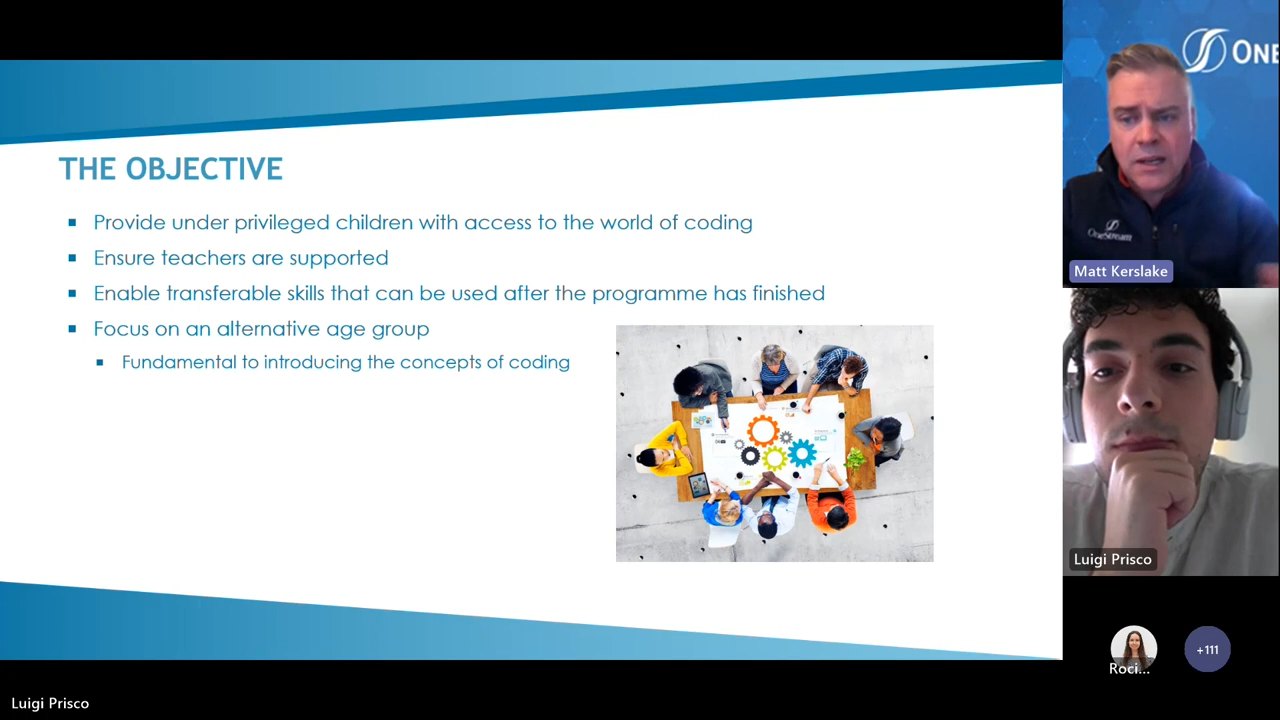 THE OBJECTIVE
Provide under privileged children with access to the world of coding
Ensure teachers are supported
Enable transferable skills that can be used after the programme has finished
Focus on an alternative age group
Fundamental to introducing the concepts of coding
ONE
OneStream
Matt Kerslake
Luigi Prisco
Roci...
+111
Luigi Prisco